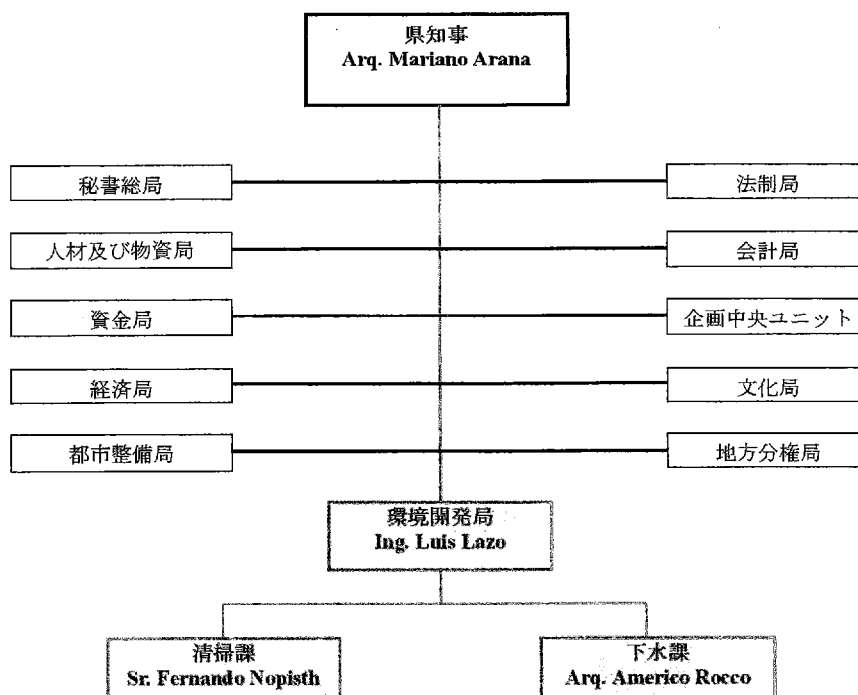 県知事
Arq. Mariano Arana
秘書総局
法制局
人材及び物資局
会計局
資金局
企画中央ユニット
経済局
文化局
都市整備局
地方分権局
環境開発局
Ing. Luis Lazo
清掃課
Sr. Fernando Nopisth
下水課
Arq. Americo Rocco